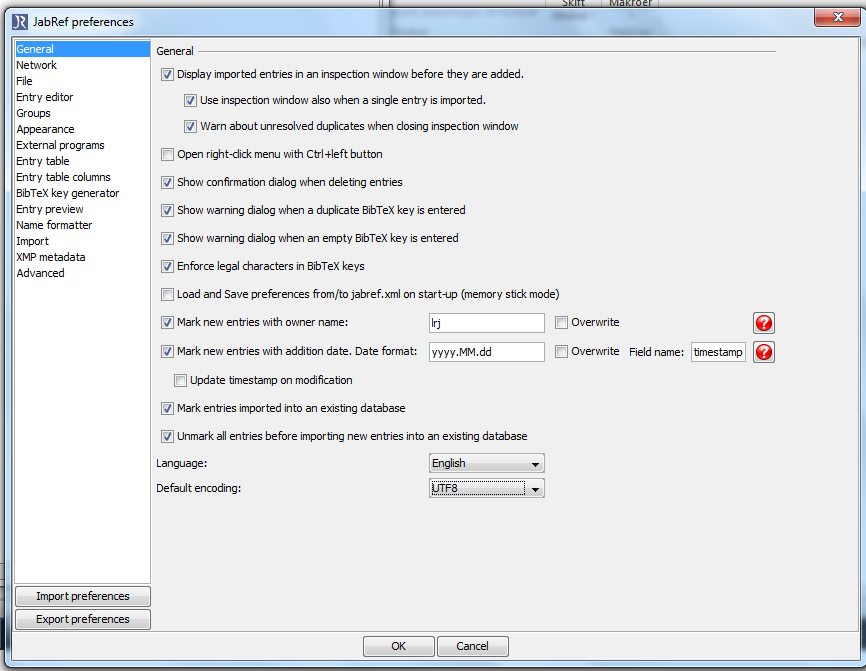 Skift Makroer
JabRef preferences
General
Network
File
Entry editor
Groups
Appearance
External programs
Entry table
Entry table columns
BibTeX key generator
Entry preview
Name formatter
Import
XMP metadata
Advanced
Import preferences
Export preferences
General
Display imported entries in an inspection window before they are added.
Use inspection window also when a single entry is imported.
Warn about unresolved duplicates when closing inspection window
Open right-click menu with Ctrl+left button
Show confirmation dialog when deleting entries
Show warning dialog when a duplicate BibTeX key is entered
Show warning dialog when an empty BibTeX key is entered
Enforce legal characters in BibTeX keys
Load and Save preferences from/to jabref.xml on start-up (memory stick mode)
Mark new entries with owner name: lrj Overwrite ?
Mark new entries with addition date. Date format: yyyy.MM.dd Overwrite Field name: timestamp ?
Update timestamp on modification
Mark entries imported into an existing database
Unmark all entries before importing new entries into an existing database
Language: English
Default encoding: UTF8
OK Cancel